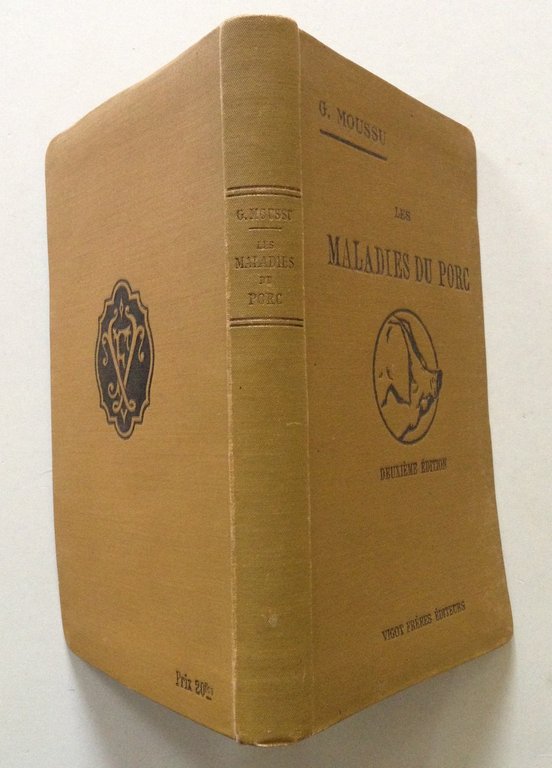 G. MOUSSU
LES
MALADIES DU PORC
DEUXIÈME ÉDITION
VIGOT FRÈRES ÉDITEURS
G. MOUSSU
LES
MALADIES
DU
PORC
Prix 20